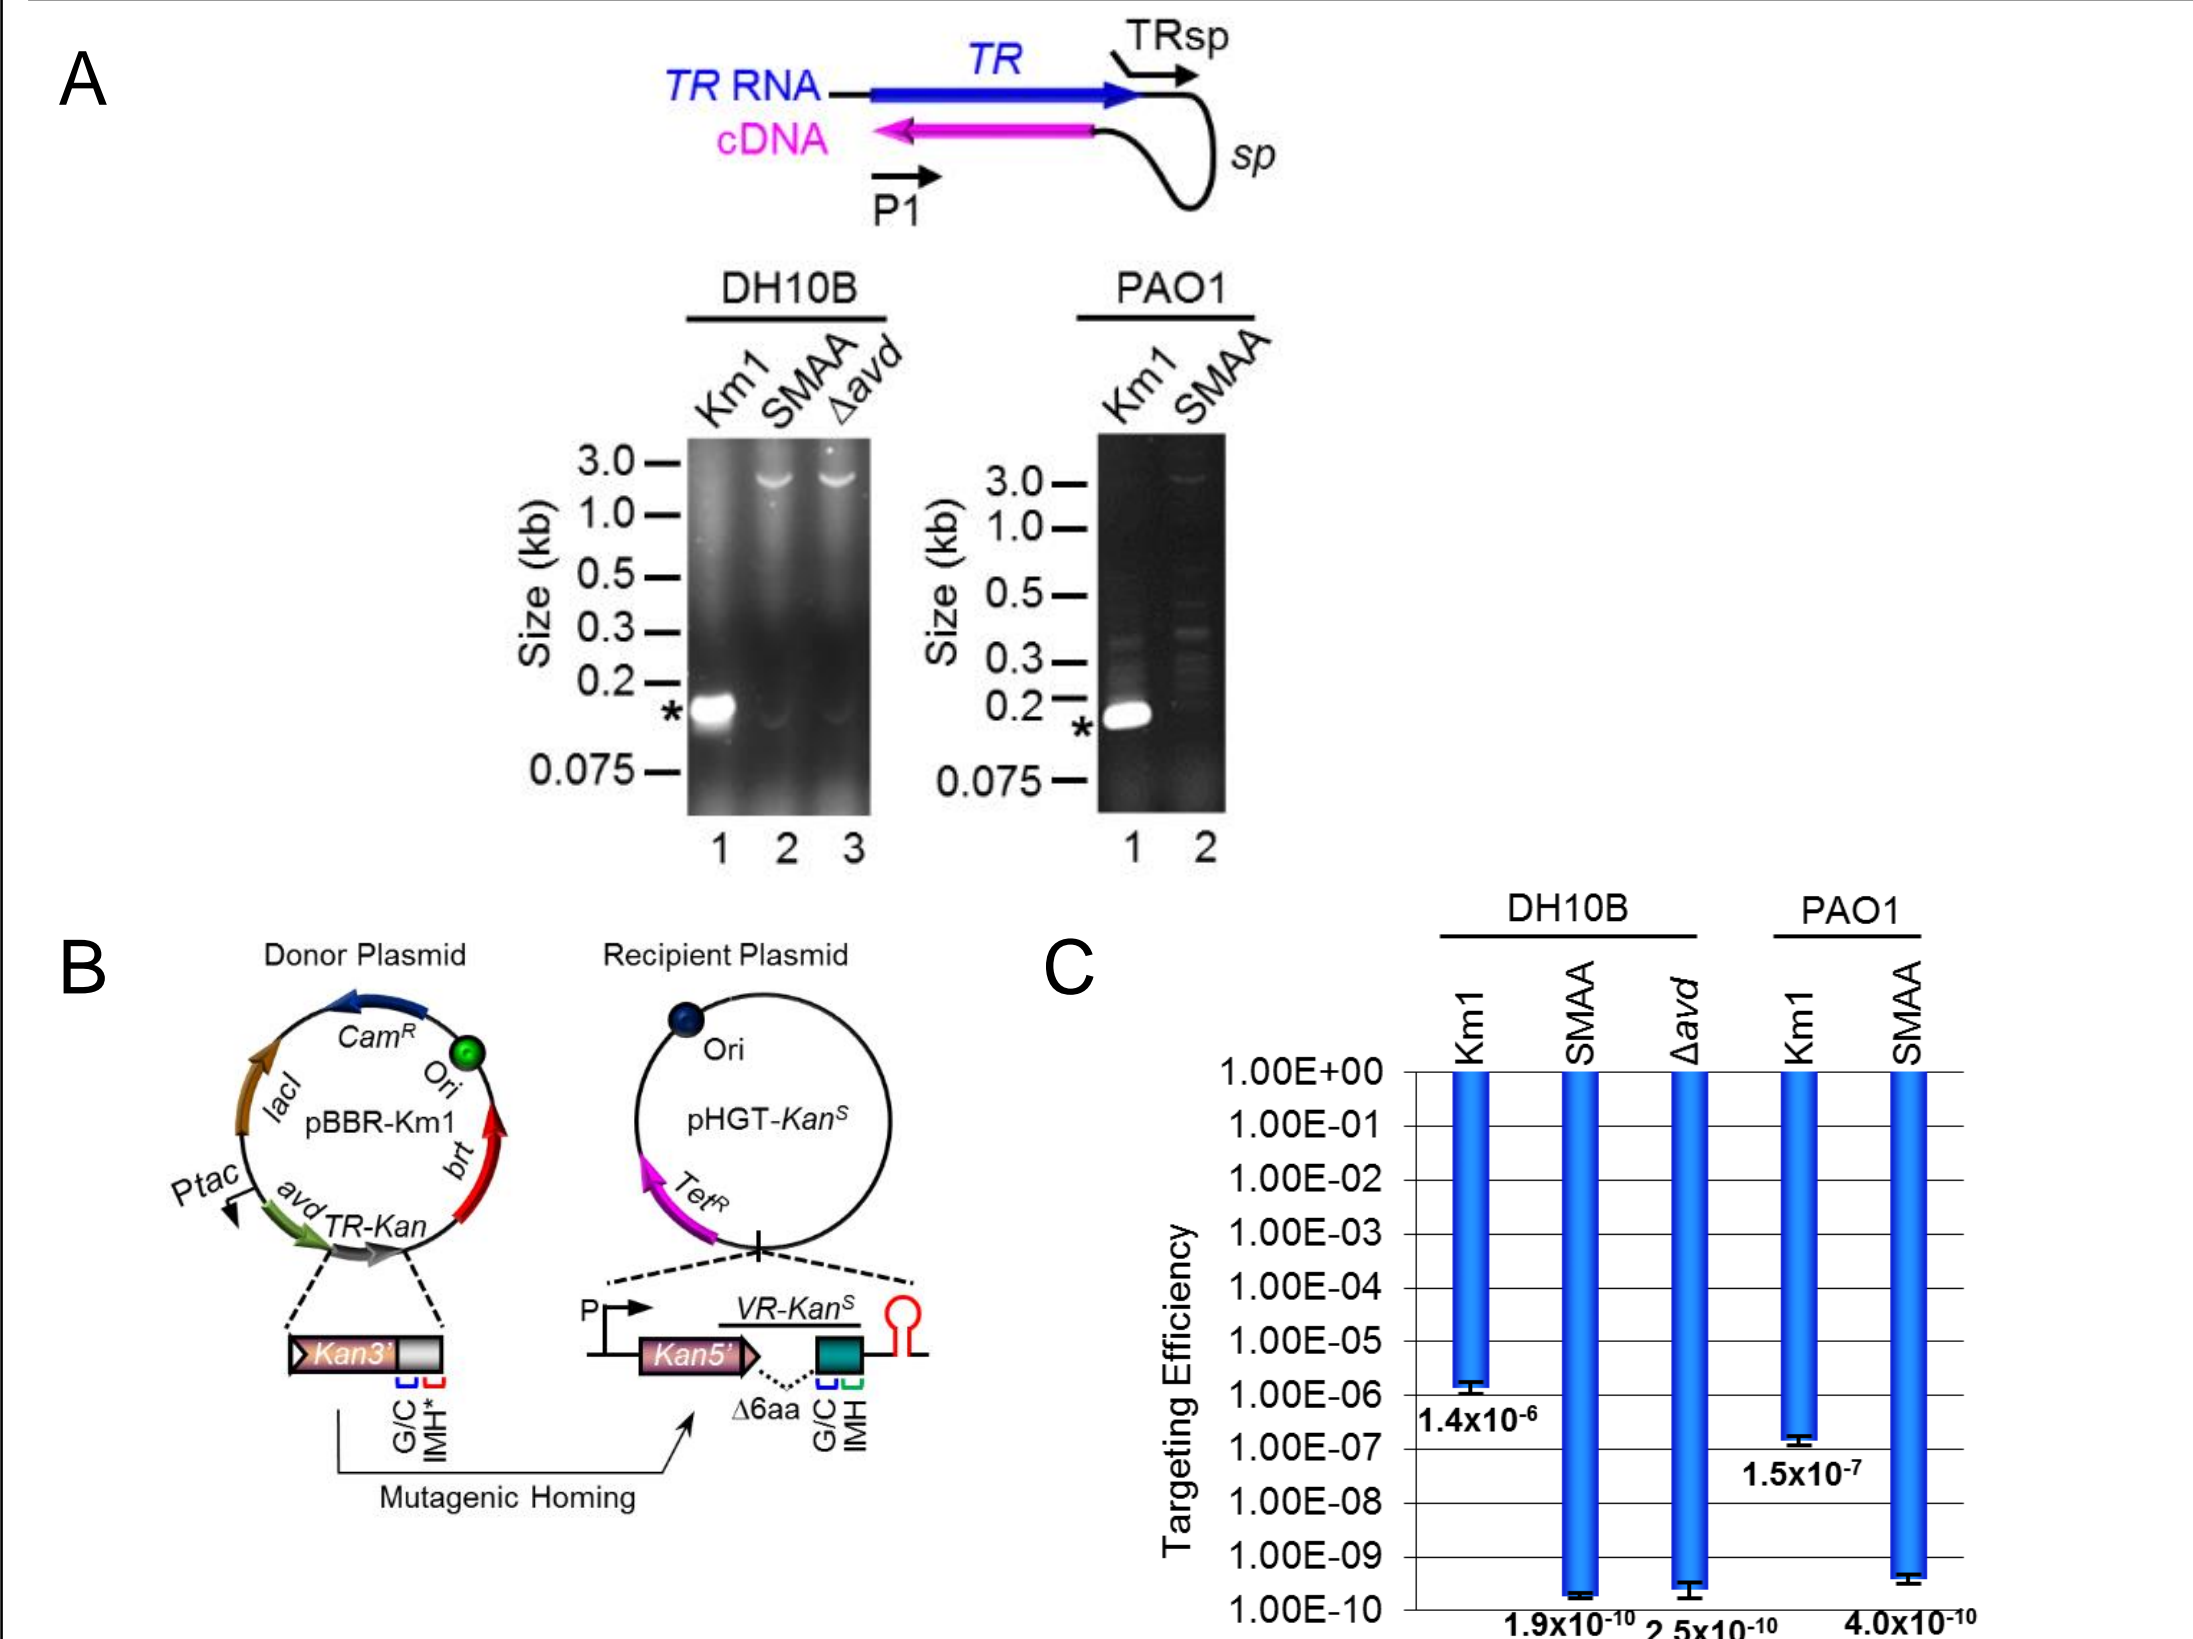 A
TRsp
TR
TR RNA
cDNA
sp
P1
DH10B
Km1
SMAA
Δavd
Size (kb)
3.0
1.0
0.5
0.3
0.2
*
0.075
1 2 3
PAO1
Km1
SMAA
Size (kb)
3.0
1.0
0.5
0.3
0.2
*
0.075
1 2
B
Donor Plasmid
CamR
Ori
lacI
pBBR-Km1
brt
Ptac
avd
TR-Kan
Kan3'
G/C
IMH*
Recipient Plasmid
Ori
pHGT-KanS
TetR
P
VR-KanS
Kan5'
Δ6aa
G/C
IMH
Mutagenic Homing
C
DH10B
PAO1
Km1
SMAA
Δavd
Km1
SMAA
Targeting Efficiency
1.00E+00
1.00E-01
1.00E-02
1.00E-03
1.00E-04
1.00E-05
1.00E-06
1.00E-07
1.00E-08
1.00E-09
1.00E-10
1.4x10-6
1.9x10-10
2.5x10-10
1.5x10-7
4.0x10-10